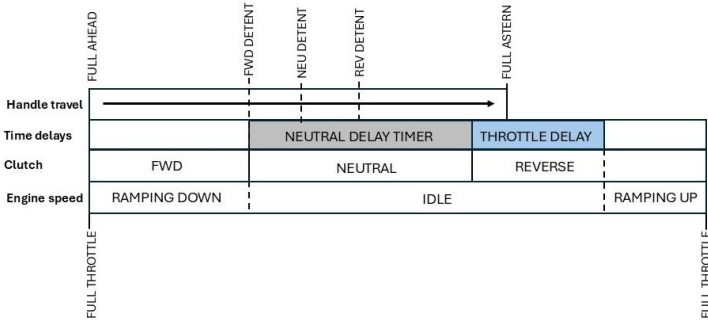 FULL AHEAD
FWD DETENT
NEU DETENT
REV DETENT
FULL ASTERN
Handle travel
Time delays
NEUTRAL DELAY TIMER
THROTTLE DELAY
Clutch
FWD
NEUTRAL
REVERSE
Engine speed
RAMPING DOWN
IDLE
RAMPING UP
FULL THROTTLE
FULL THROTTLE